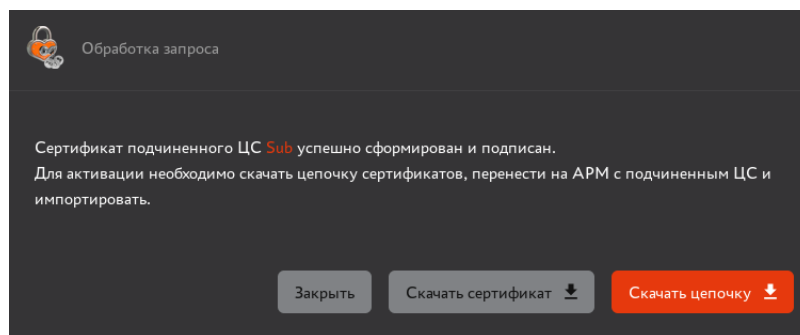 Обработка запроса
Сертификат подчиненного ЦС Sub успешно сформирован и подписан.
Для активации необходимо скачать цепочку сертификатов, перенести на АРМ с подчиненным ЦС и
импортировать.
Закрыть Скачать сертификат Скачать цепочку